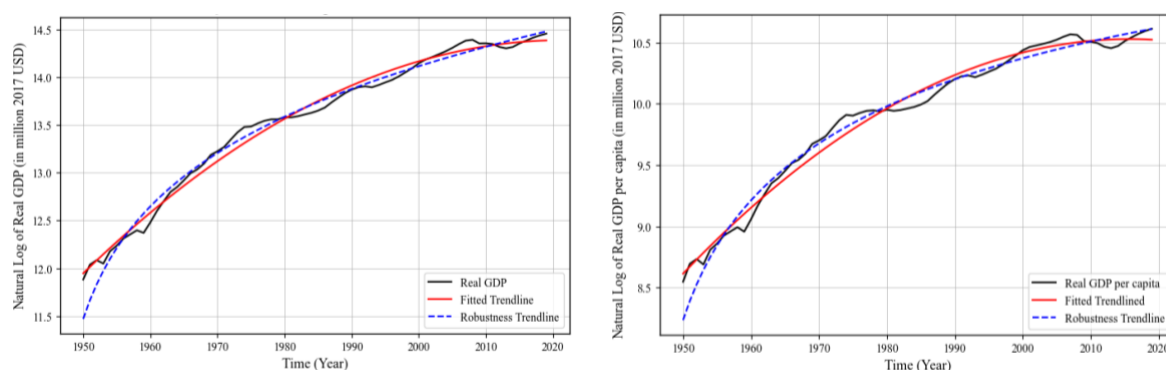 Natural Log of Real GDP (in million 2017 USD)
14.5
14.0
13.5
13.0
12.5
12.0
11.5
Real GDP
Fitted Trendline
Robustness Trendline
1950 1960 1970 1980 1990 2000 2010 2020
Time (Year)
Natural Log of Real GDP per capita (in million 2017 USD)
10.5
10.0
9.5
9.0
8.5
Real GDP per capita
Fitted Trendlined
Robustness Trendline
1950 1960 1970 1980 1990 2000 2010 2020
Time (Year)